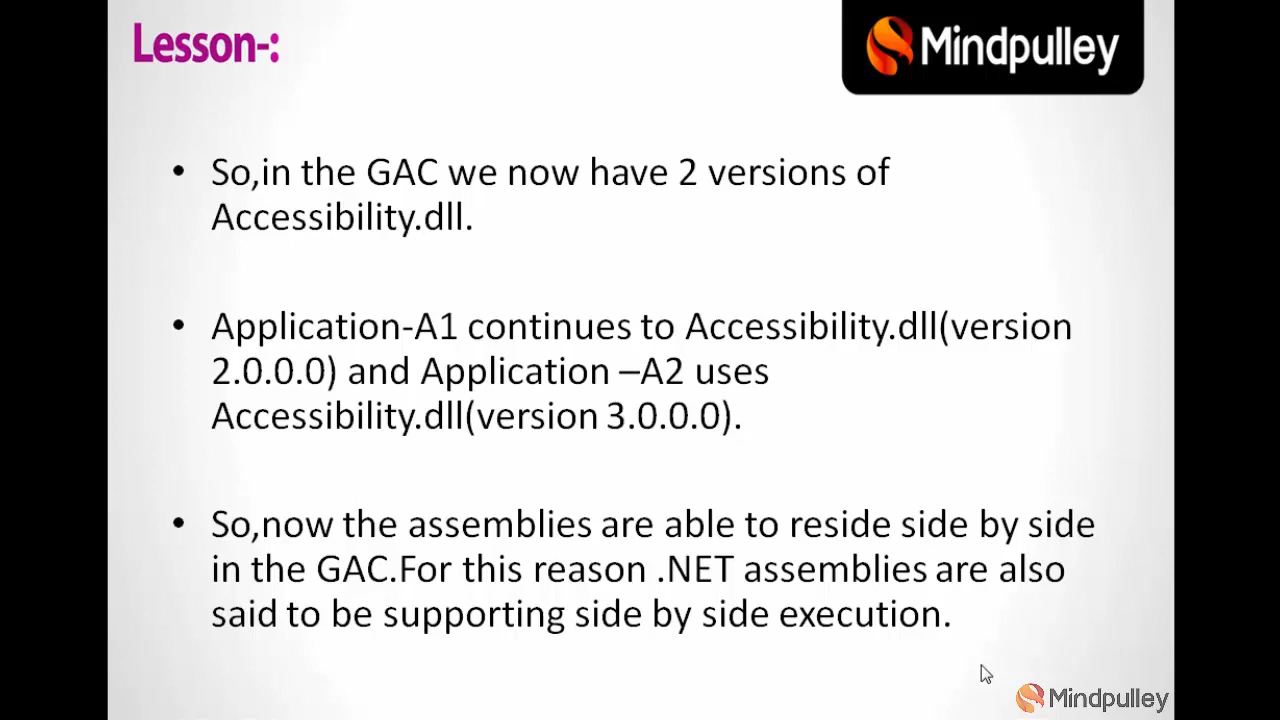 Lesson-:
Mindpulley
• So,in the GAC we now have 2 versions of
Accessibility.dll.
• Application-A1 continues to Accessibility.dll(version
2.0.0.0) and Application –A2 uses
Accessibility.dll(version 3.0.0.0).
• So,now the assemblies are able to reside side by side
in the GAC.For this reason .NET assemblies are also
said to be supporting side by side execution.
Mindpulley